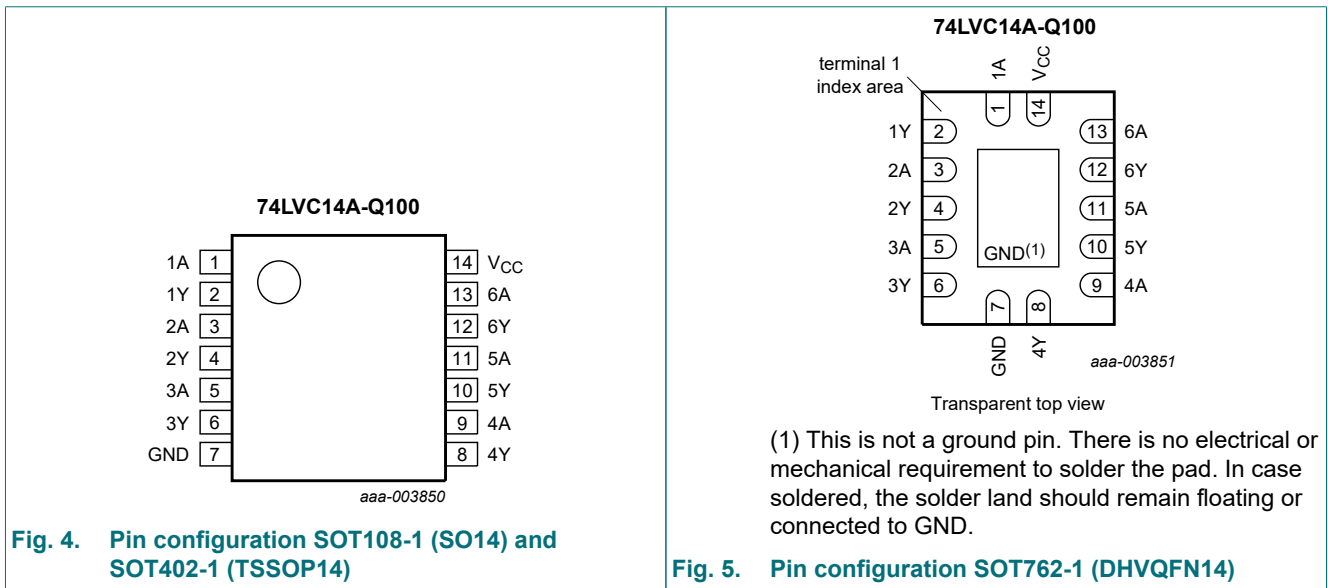 74LVC14A-Q100
1A 1
1Y 2
2A 3
2Y 4
3A 5
3Y 6
GND 7
14 VCC
13 6A
12 6Y
11 5A
10 5Y
9 4A
8 4Y
aaa-003850
Fig. 4. Pin configuration SOT108-1 (SO14) and
SOT402-1 (TSSOP14)
74LVC14A-Q100
terminal 1
index area
1A
VCC
1
14
1Y 2
2A 3
2Y 4
3A 5
3Y 6
13 6A
12 6Y
11 5A
10 5Y
9 4A
GND(1)
7
8
GND
4Y
aaa-003851
Transparent top view
(1) This is not a ground pin. There is no electrical or
mechanical requirement to solder the pad. In case
soldered, the solder land should remain floating or
connected to GND.
Fig. 5. Pin configuration SOT762-1 (DHVQFN14)